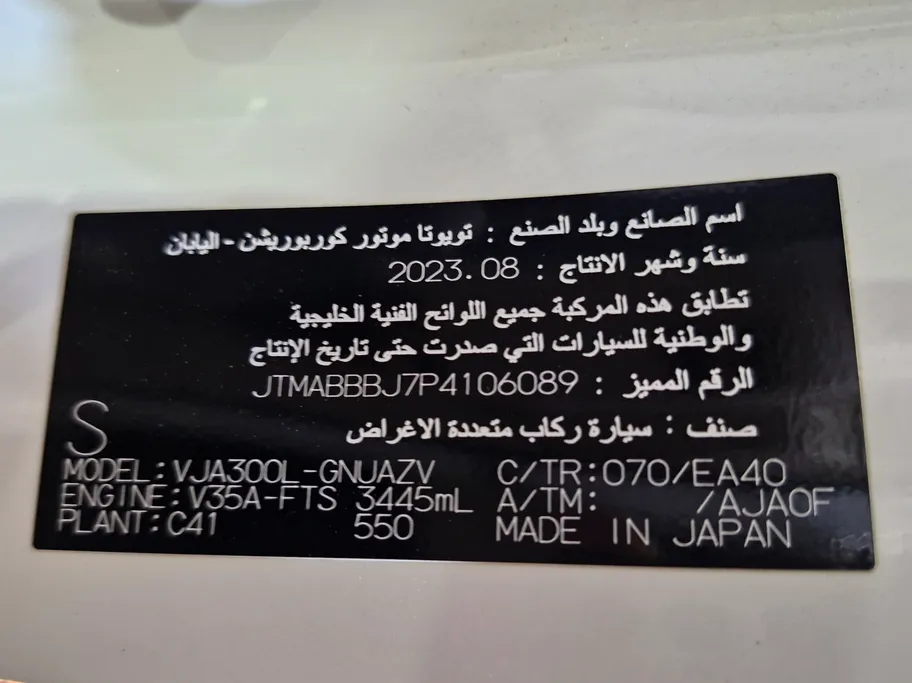 اسم الصانع وبلد الصنع : تويوتا موتور كوربوريشن - اليابان
سنة وشهر الانتاج : 2023.08
تطابق هذه المركبة جميع اللوائح الفنية الخليجية
والوطنية للسيارات التي صدرت حتى تاريخ الإنتاج
الرقم المميز : JTMABBBJ7P4106089
صنف : سيارة ركاب متعددة الاغراض
S
MODEL:VJA300L-GNUAZV C/TR:070/EA40
ENGINE:V35A-FTS 3445mL A/TM: /AJA0F
PLANT:C41 550 MADE IN JAPAN